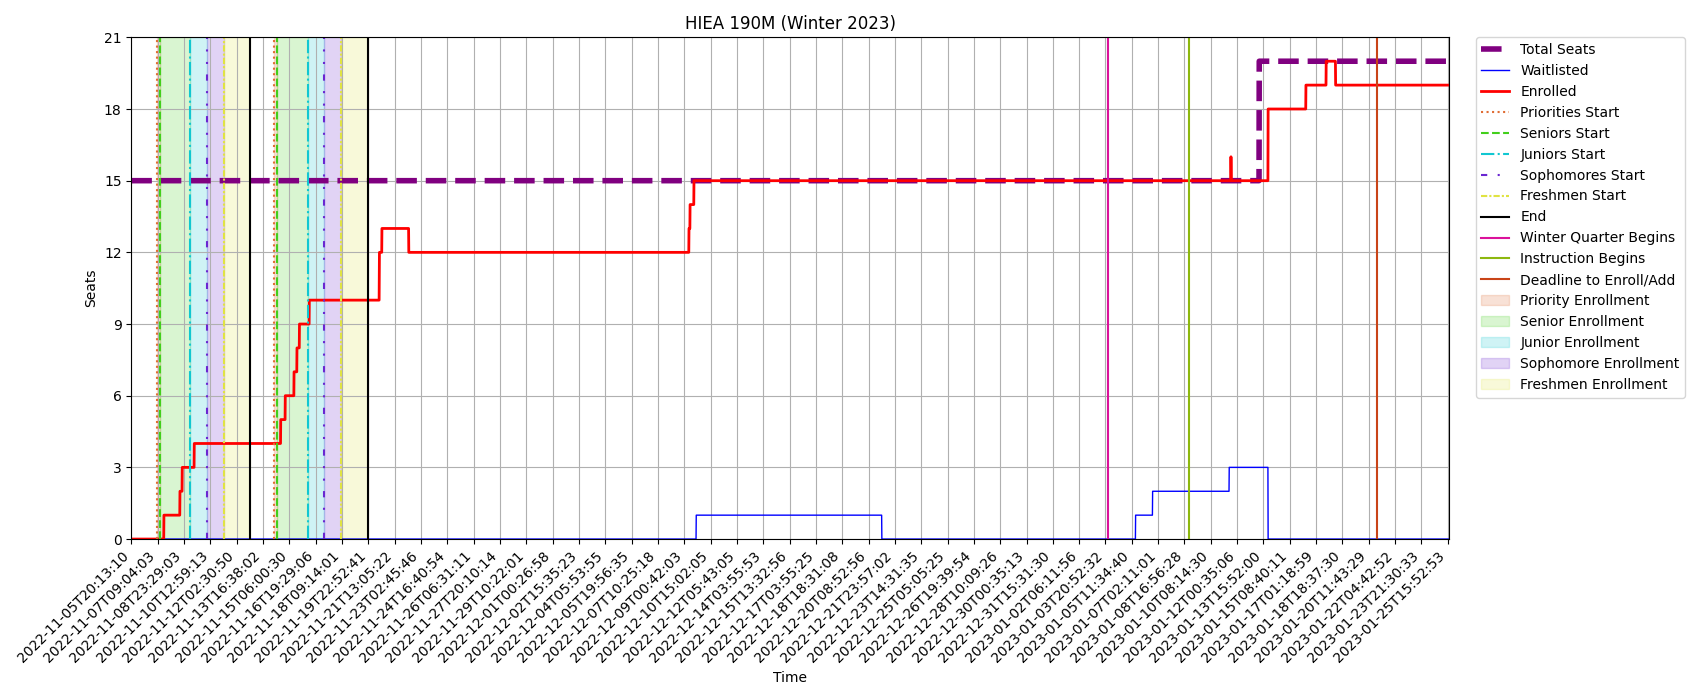 HIEA 190M (Winter 2023)
21
18
15
12
9
6
3
0
Seats
2022-11-05T20:13:10
2022-11-07T09:04:03
2022-11-08T23:29:03
2022-11-10T12:59:13
2022-11-12T02:30:50
2022-11-13T16:38:02
2022-11-15T06:00:30
2022-11-16T19:29:06
2022-11-18T09:14:01
2022-11-19T22:52:41
2022-11-21T13:05:22
2022-11-23T02:45:46
2022-11-24T16:40:54
2022-11-26T06:31:11
2022-11-27T20:10:14
2022-11-29T10:22:01
2022-12-01T00:26:58
2022-12-02T15:35:23
2022-12-04T05:53:55
2022-12-05T19:56:35
2022-12-07T10:25:18
2022-12-09T00:42:03
2022-12-10T15:02:05
2022-12-12T05:43:05
2022-12-14T03:55:53
2022-12-15T13:32:56
2022-12-17T03:55:25
2022-12-18T18:31:08
2022-12-20T08:52:56
2022-12-21T23:57:02
2022-12-23T14:31:35
2022-12-25T05:05:25
2022-12-26T19:39:54
2022-12-28T10:09:26
2022-12-30T00:35:13
2022-12-31T15:31:30
2023-01-02T06:11:56
2023-01-03T20:52:32
2023-01-05T11:34:40
2023-01-07T02:11:01
2023-01-08T16:56:28
2023-01-10T08:14:30
2023-01-12T00:35:06
2023-01-13T15:52:00
2023-01-15T08:40:11
2023-01-17T01:18:59
2023-01-18T18:37:30
2023-01-20T11:43:29
2023-01-22T04:42:52
2023-01-23T21:30:33
2023-01-25T15:52:53
Time
Total Seats
Waitlisted
Enrolled
Priorities Start
Seniors Start
Juniors Start
Sophomores Start
Freshmen Start
End
Winter Quarter Begins
Instruction Begins
Deadline to Enroll/Add
Priority Enrollment
Senior Enrollment
Junior Enrollment
Sophomore Enrollment
Freshmen Enrollment